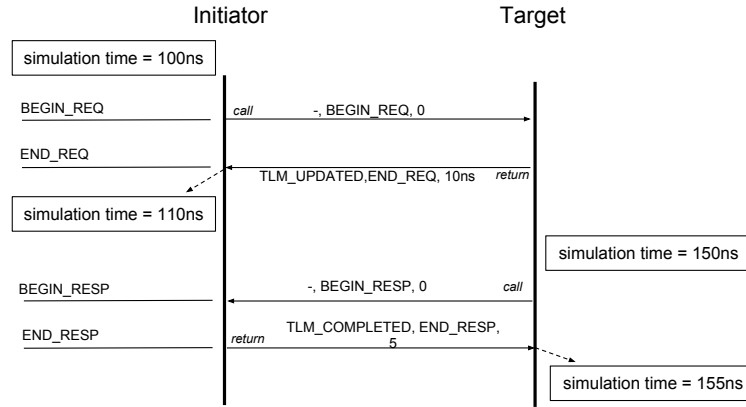 Initiator Target
simulation time = 100ns
BEGIN_REQ call -, BEGIN_REQ, 0
END_REQ
TLM_UPDATED,END_REQ, 10ns return
simulation time = 110ns
simulation time = 150ns
BEGIN_RESP -, BEGIN_RESP, 0 call
END_RESP return TLM_COMPLETED, END_RESP,
5
simulation time = 155ns